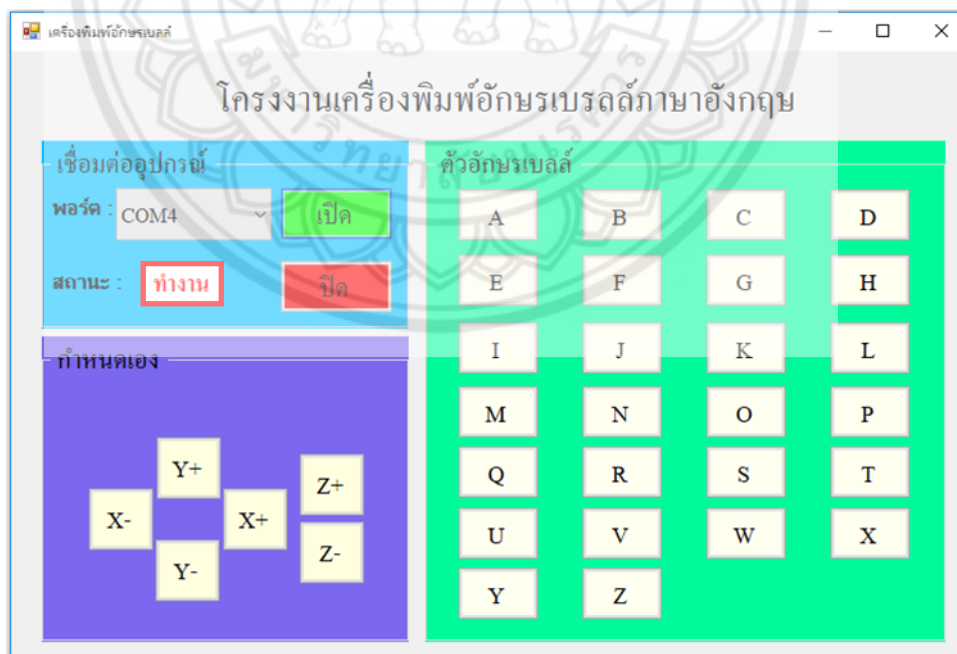 เครื่องพิมพ์อักษรเบลล์
โครงงานเครื่องพิมพ์อักษรเบรลล์ภาษาอังกฤษ
เชื่อมต่ออุปกรณ์
พอร์ต : COM4 เปิด
สถานะ : ทำงาน ปิด
กำหนดเอง
Y+
Z+
X- X+
Z-
Y-
ตัวอักษรเบลล์
A B C D
E F G H
I J K L
M N O P
Q R S T
U V W X
Y Z